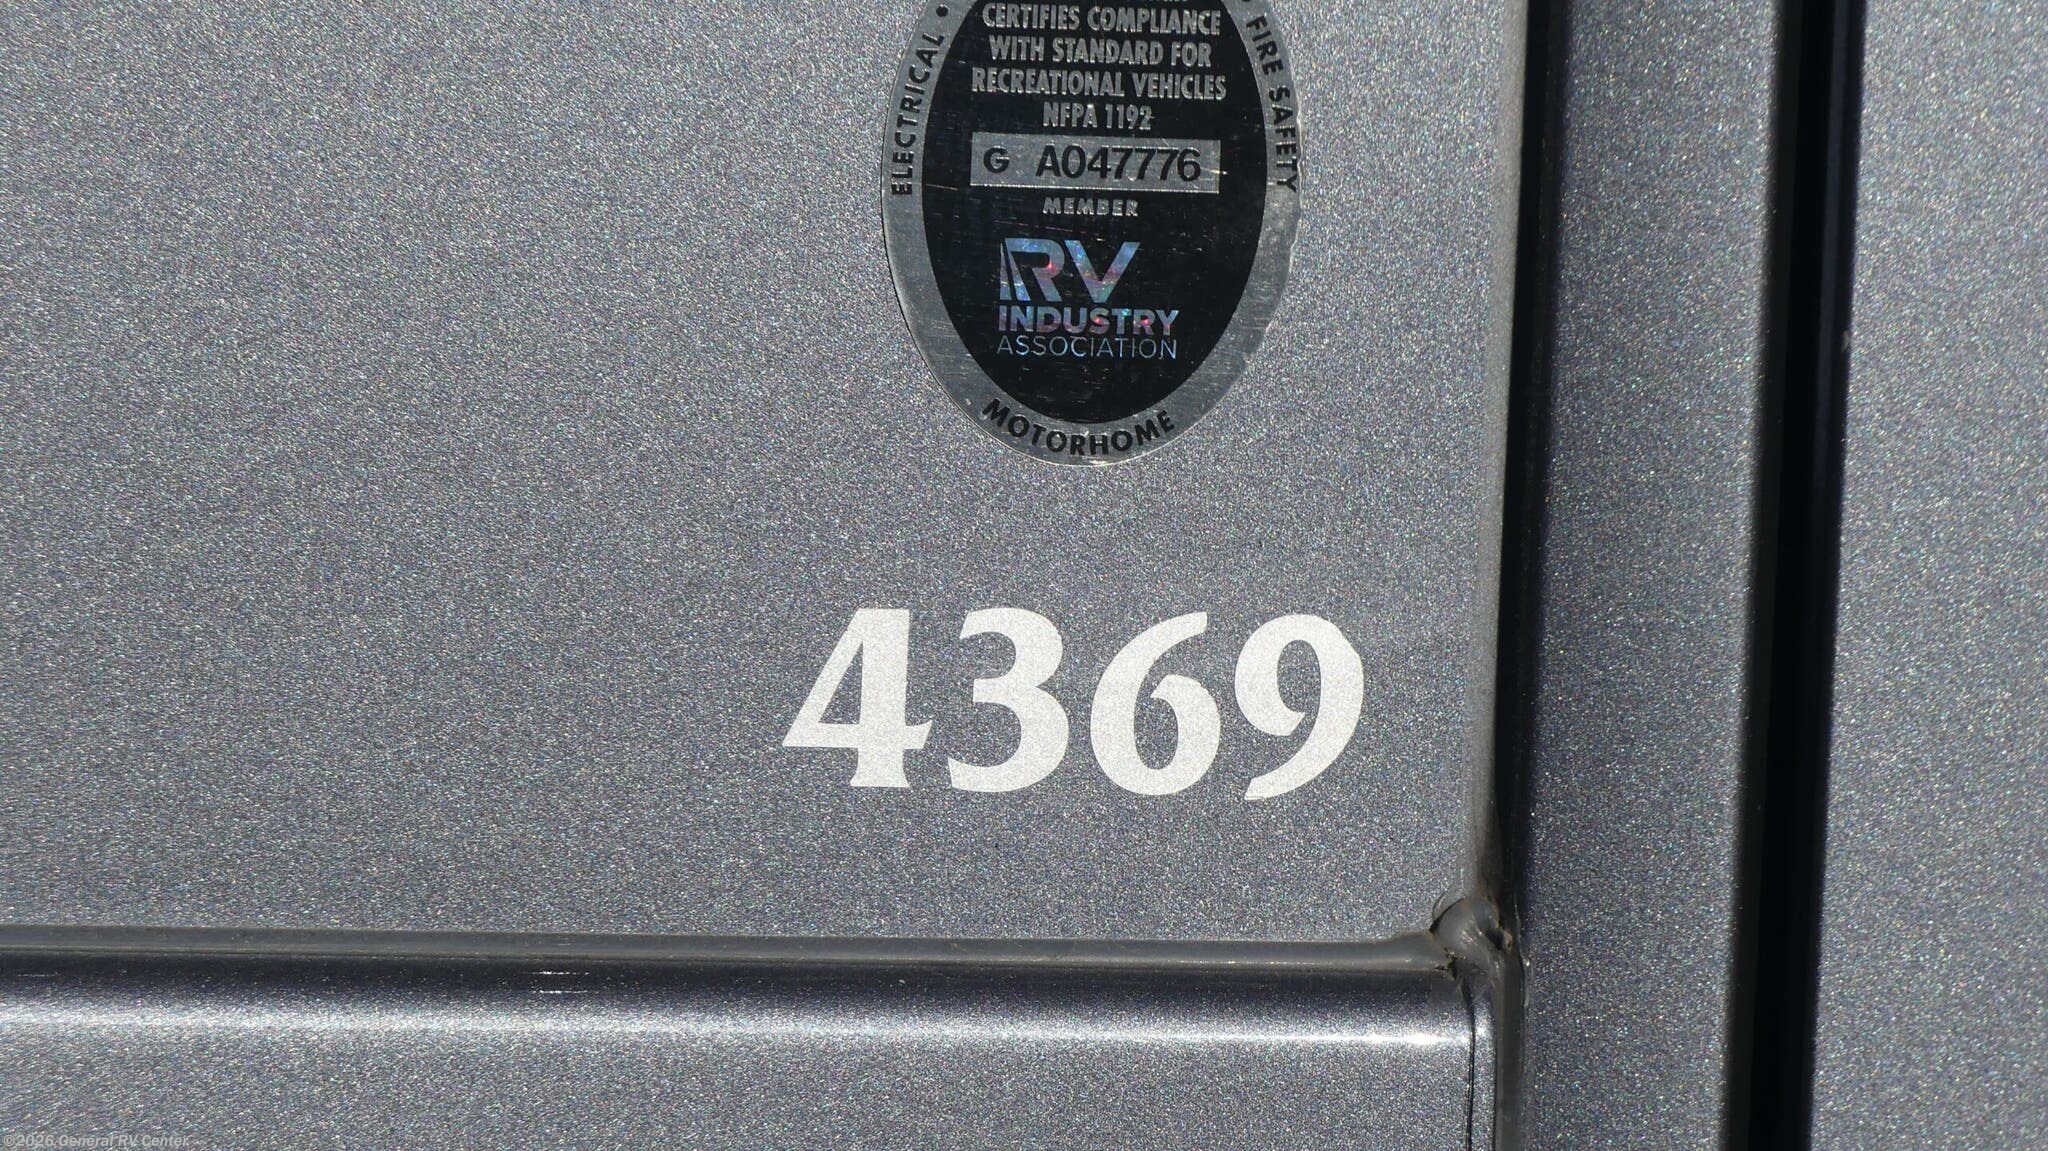 CERTIFIES COMPLIANCE
WITH STANDARD FOR
RECREATIONAL VEHICLES
NFPA 1192
G A047776
MEMBER
RV
INDUSTRY
ASSOCIATION
ELECTRICAL •
• FIRE SAFETY
MOTORHOME
4369
©2026 General RV Center